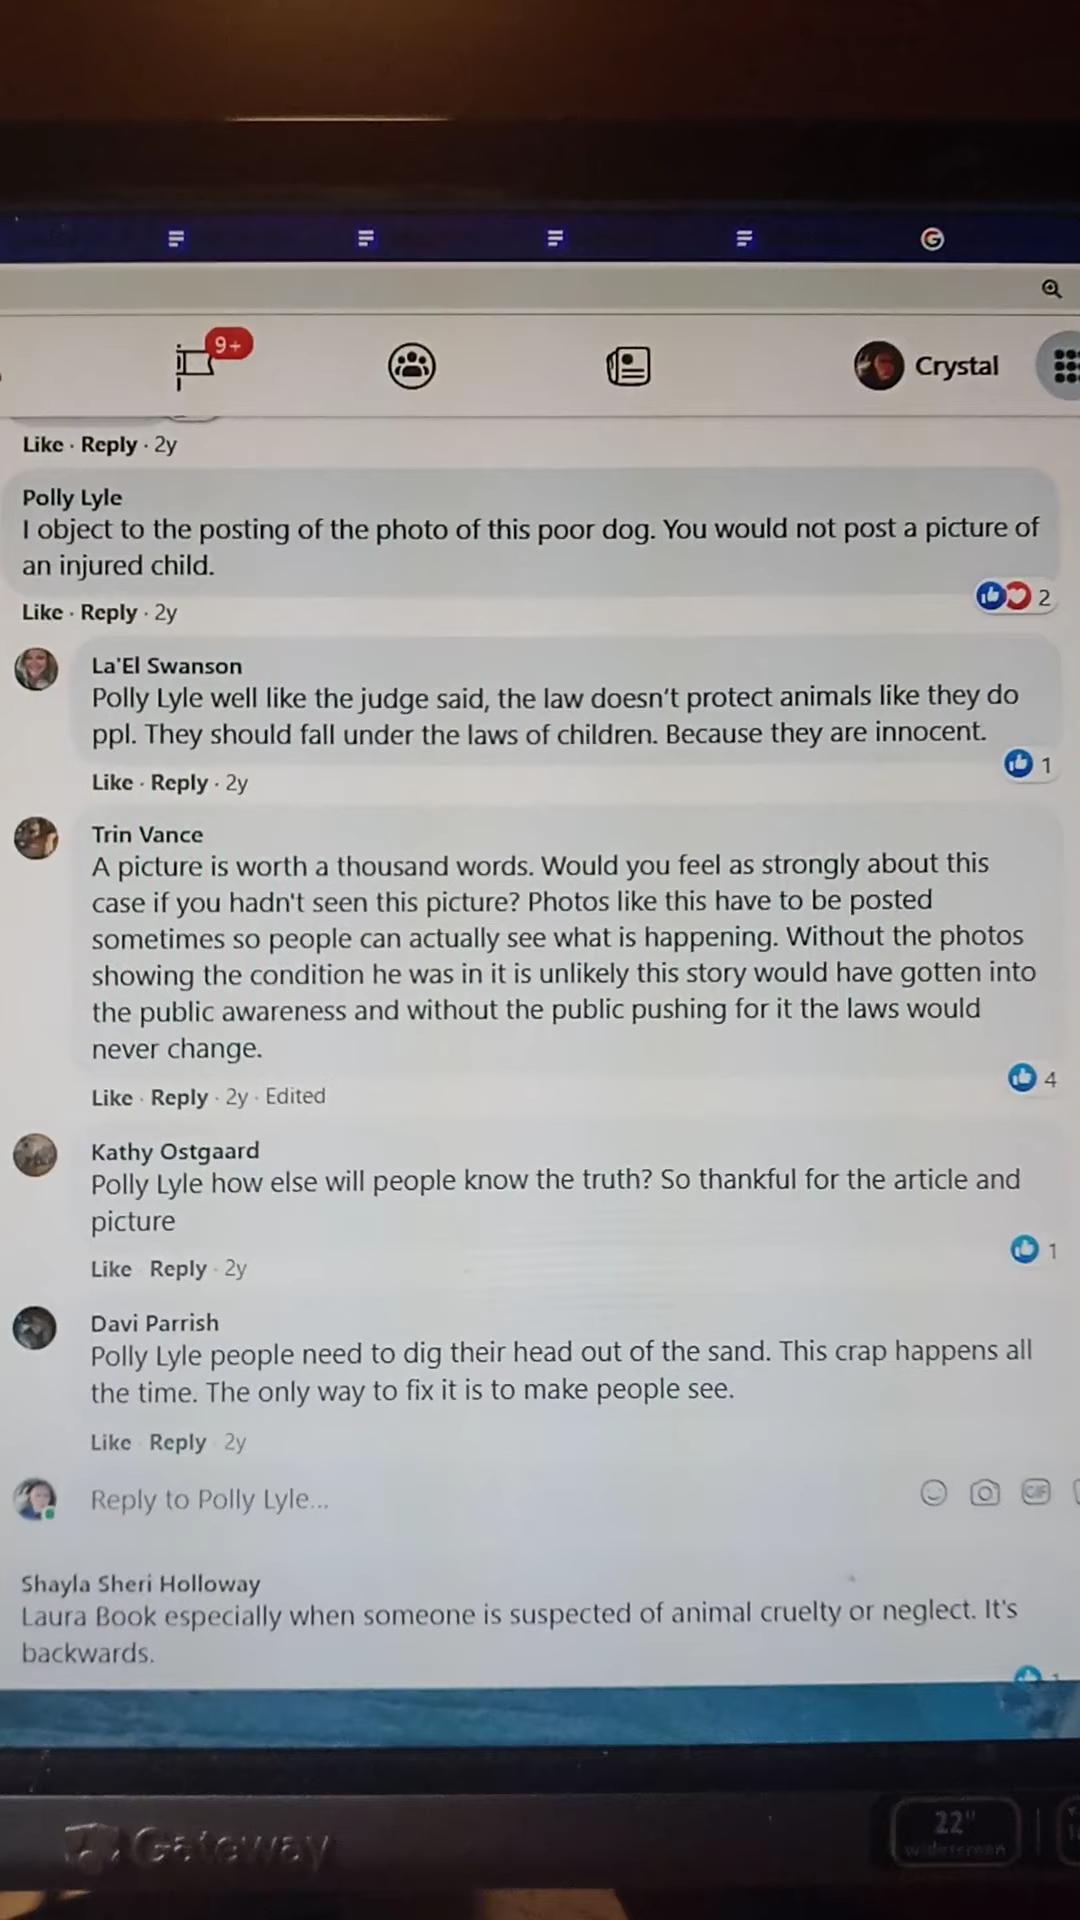 9+
Crystal
Like · Reply · 2y
Polly Lyle
I object to the posting of the photo of this poor dog. You would not post a picture of
an injured child.
2
Like · Reply · 2y
La'El Swanson
Polly Lyle well like the judge said, the law doesn't protect animals like they do
ppl. They should fall under the laws of children. Because they are innocent.
1
Like · Reply · 2y
Trin Vance
A picture is worth a thousand words. Would you feel as strongly about this
case if you hadn't seen this picture? Photos like this have to be posted
sometimes so people can actually see what is happening. Without the photos
showing the condition he was in it is unlikely this story would have gotten into
the public awareness and without the public pushing for it the laws would
never change.
4
Like · Reply · 2y · Edited
Kathy Ostgaard
Polly Lyle how else will people know the truth? So thankful for the article and
picture
1
Like Reply · 2y
Davi Parrish
Polly Lyle people need to dig their head out of the sand. This crap happens all
the time. The only way to fix it is to make people see.
Like Reply 2y
Reply to Polly Lyle...
GIF
Shayla Sheri Holloway
Laura Book especially when someone is suspected of animal cruelty or neglect. It's
backwards.
1
Gateway
22"
widescreen